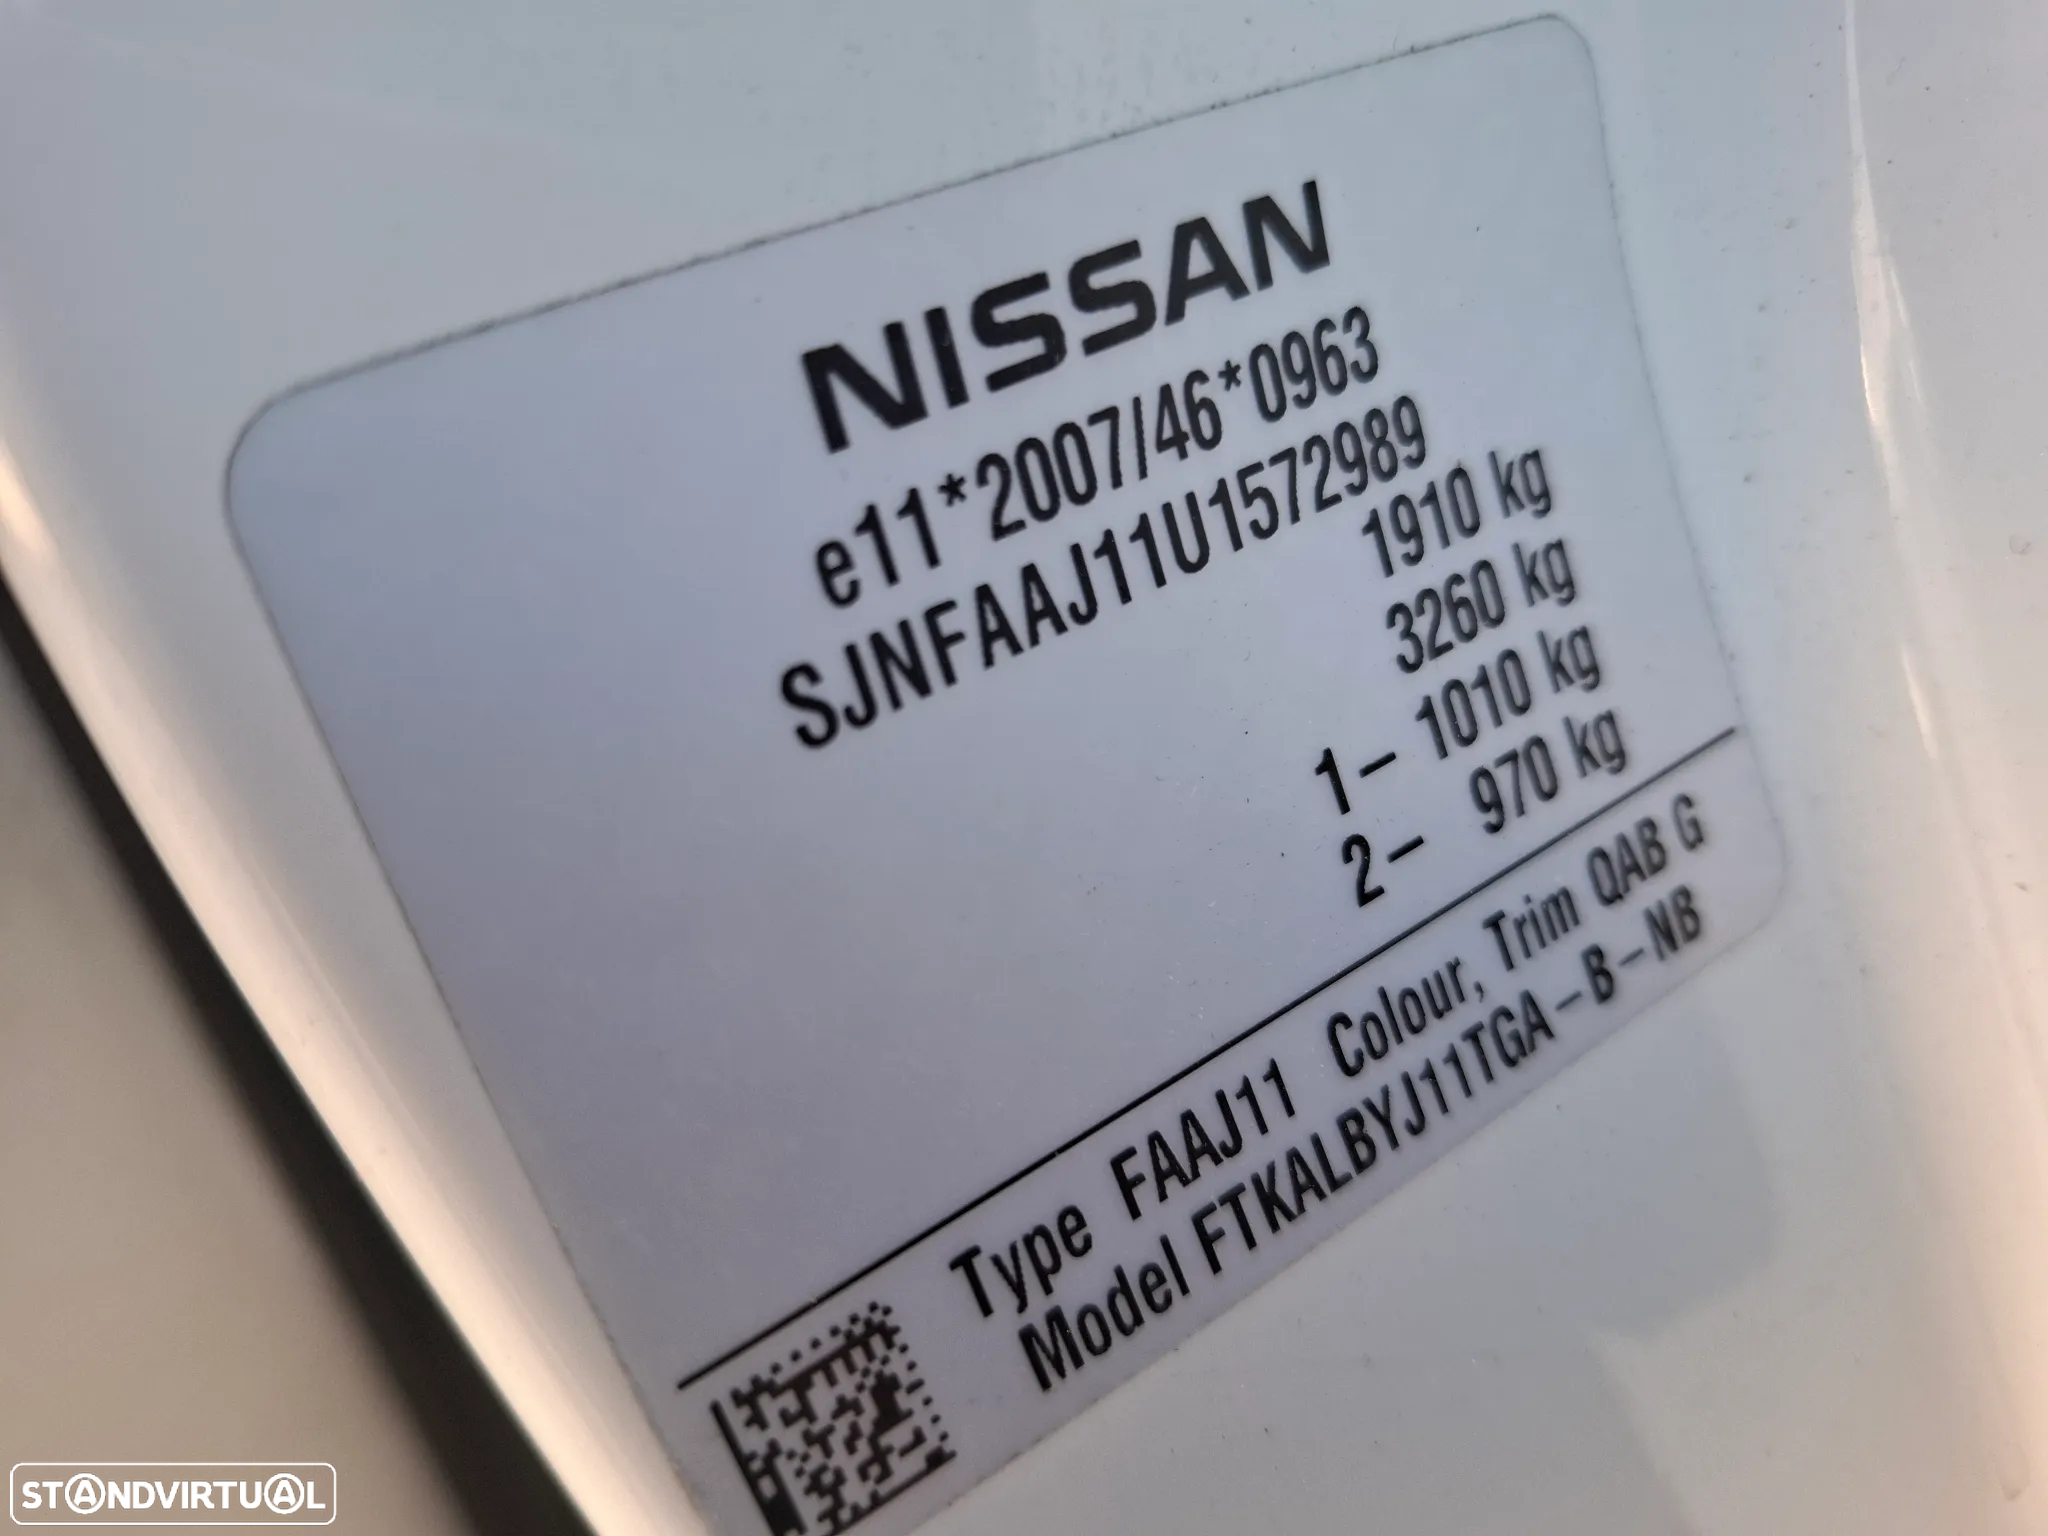 NISSAN
e11*2007/46*0963
SJNFAAJ11U1572989
1910 kg
3260 kg
1– 1010 kg
2– 970 kg
Type FAAJ11 Colour, Trim QAB G
Model FTKALBYJ11TGA–B–NB
STANDVIRTUAL